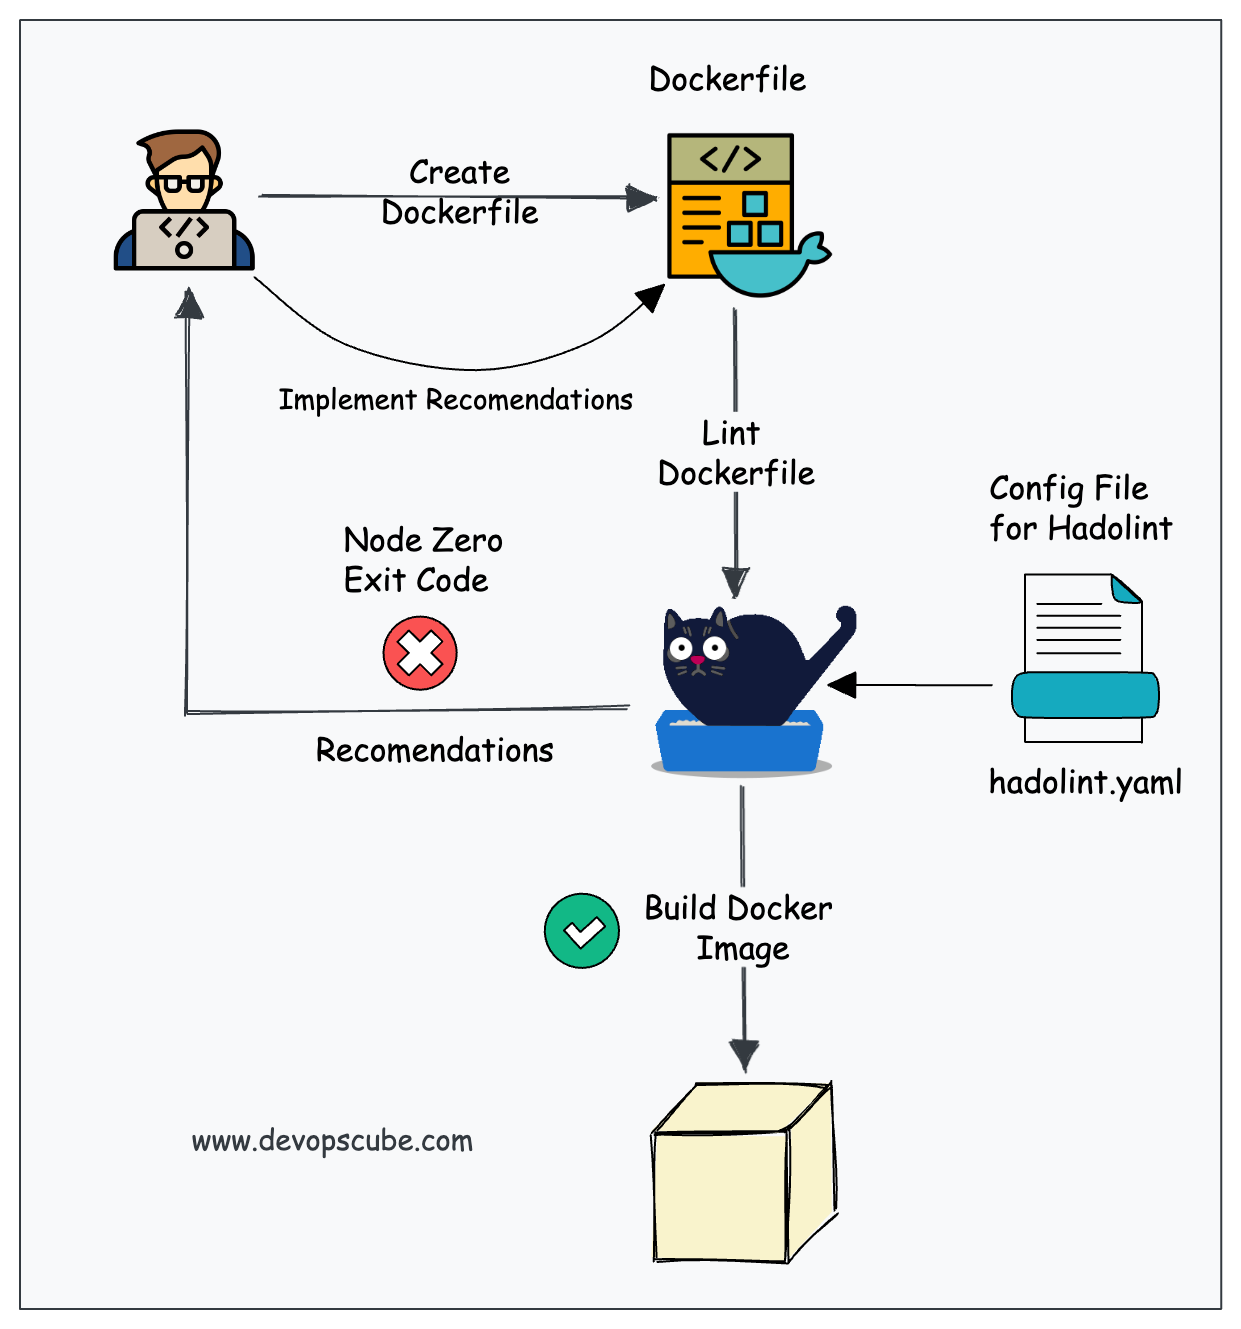 Dockerfile
</>
Create
Dockerfile
</>
Implement Recomendations
Lint
Dockerfile
Config File
for Hadolint
Node Zero
Exit Code
Recomendations
hadolint.yaml
Build Docker
Image
www.devopscube.com